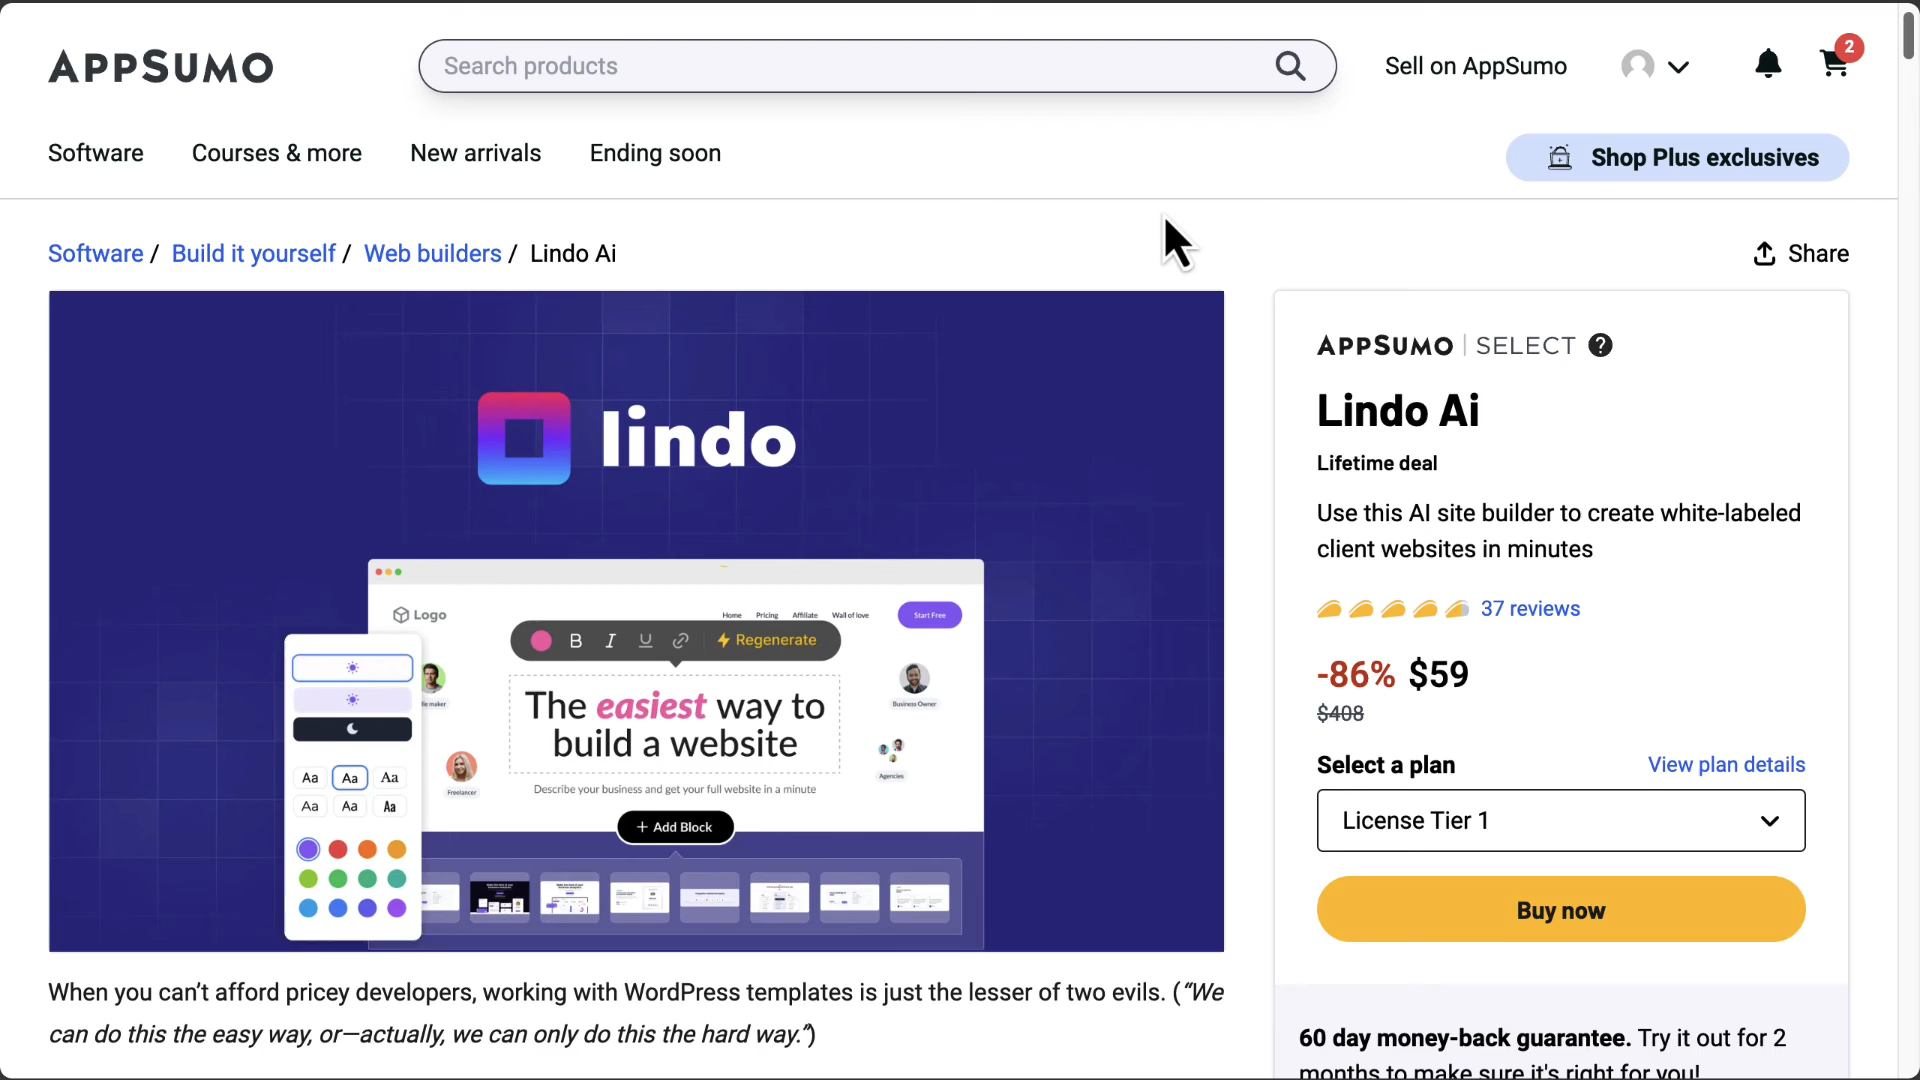 APPSUMO
Search products
Sell on AppSumo
2
Software
Courses & more
New arrivals
Ending soon
Shop Plus exclusives
Software / Build it yourself / Web builders / Lindo Ai
Share
lindo
Logo
Home
Pricing
Affiliate
Wall of love
Start Free
B I U
Regenerate
The easiest way to
build a website
Business Owner
Freelancer
Agencies
Describe your business and get your full website in a minute
+ Add Block
Aa Aa Aa
Aa Aa Aa
APPSUMO | SELECT ?
Lindo Ai
Lifetime deal
Use this AI site builder to create white-labeled
client websites in minutes
37 reviews
-86% $59
$408
Select a plan
View plan details
License Tier 1
Buy now
60 day money-back guarantee. Try it out for 2
months to make sure it's right for you!
When you can’t afford pricey developers, working with WordPress templates is just the lesser of two evils. (“We
can do this the easy way, or—actually, we can only do this the hard way.”)